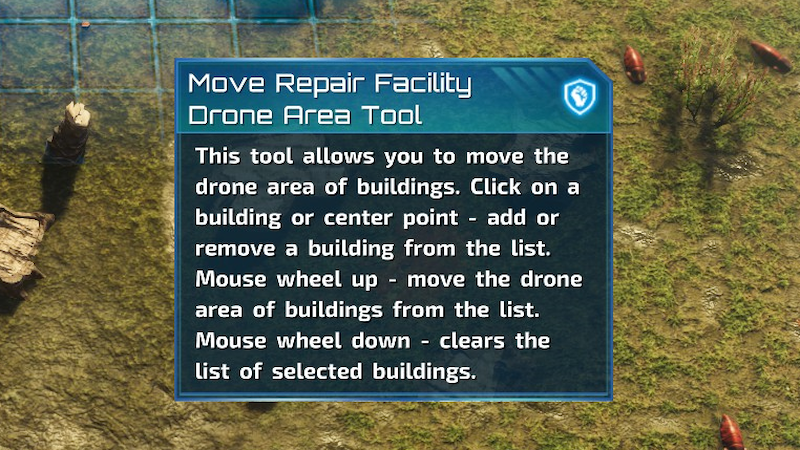 Move Repair Facility
Drone Area Tool
This tool allows you to move the
drone area of buildings. Click on a
building or center point - add or
remove a building from the list.
Mouse wheel up - move the drone
area of buildings from the list.
Mouse wheel down - clears the
list of selected buildings.